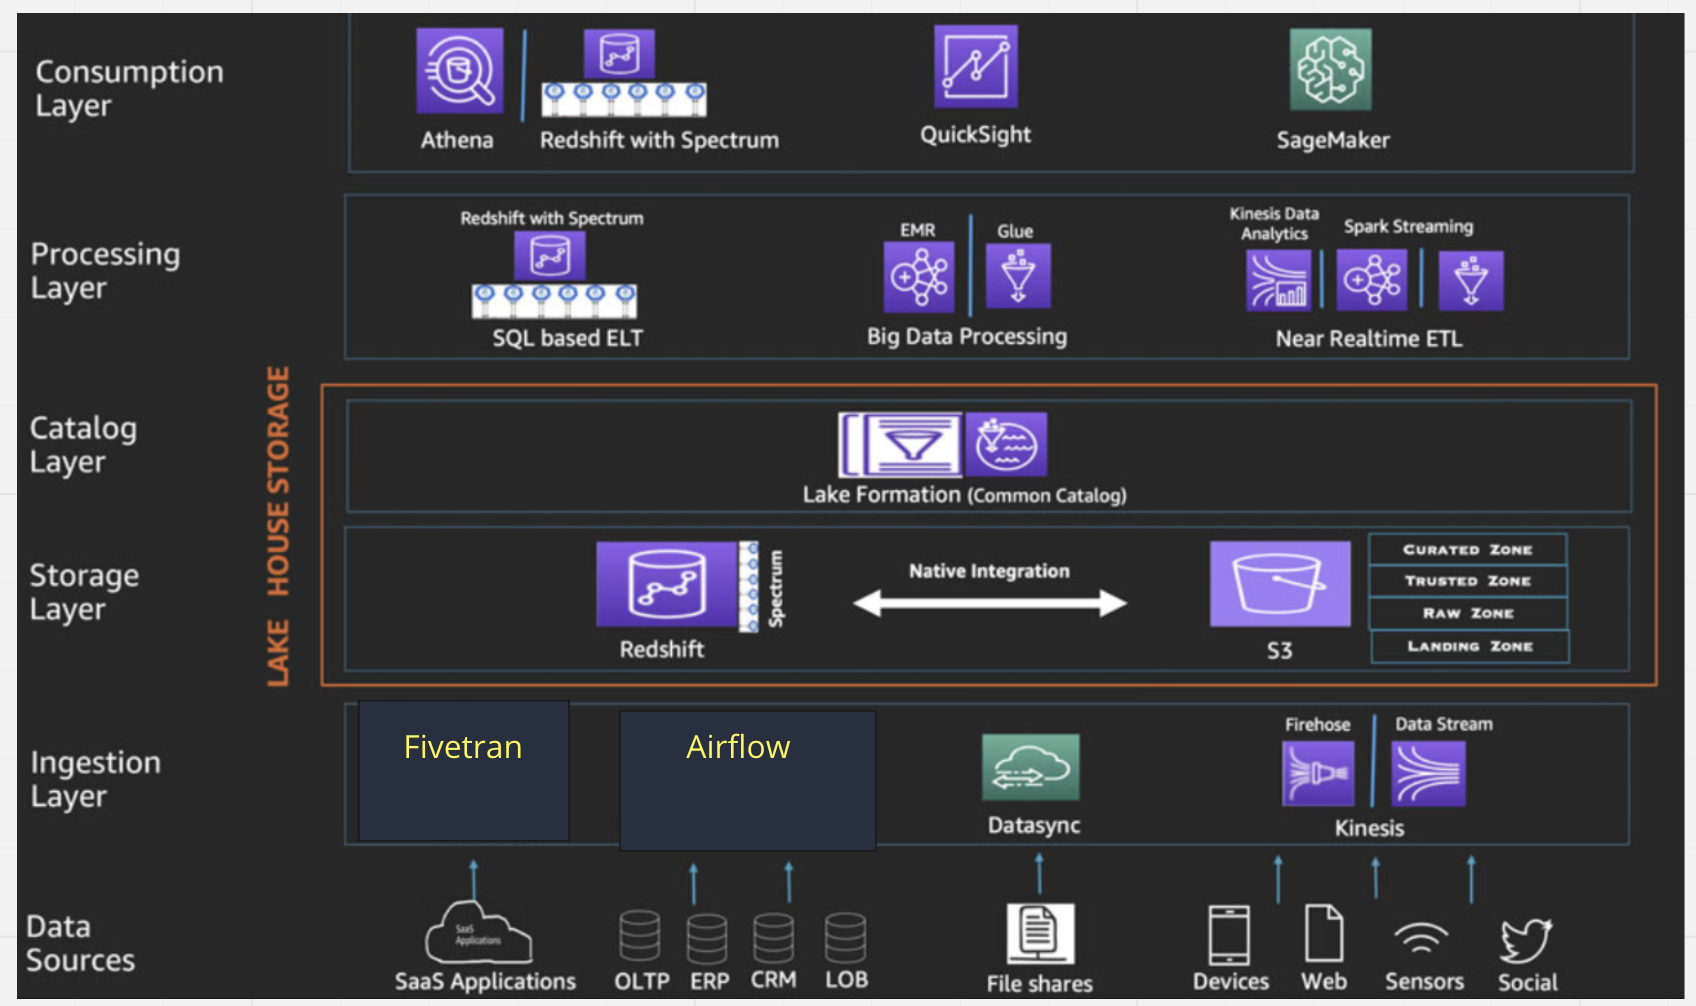 Consumption
Layer
Athena
Redshift with Spectrum
QuickSight
SageMaker
Processing
Layer
Redshift with Spectrum
SQL based ELT
EMR
Glue
Big Data Processing
Kinesis Data
Analytics
Spark Streaming
Near Realtime ETL
LAKE HOUSE STORAGE
Catalog
Layer
Lake Formation (Common Catalog)
Storage
Layer
Redshift
Spectrum
Native Integration
S3
CURATED ZONE
TRUSTED ZONE
RAW ZONE
LANDING ZONE
Ingestion
Layer
Fivetran
Airflow
Datasync
Firehose
Data Stream
Kinesis
Data
Sources
SaaS
Applications
SaaS Applications
OLTP
ERP
CRM
LOB
File shares
Devices
Web
Sensors
Social